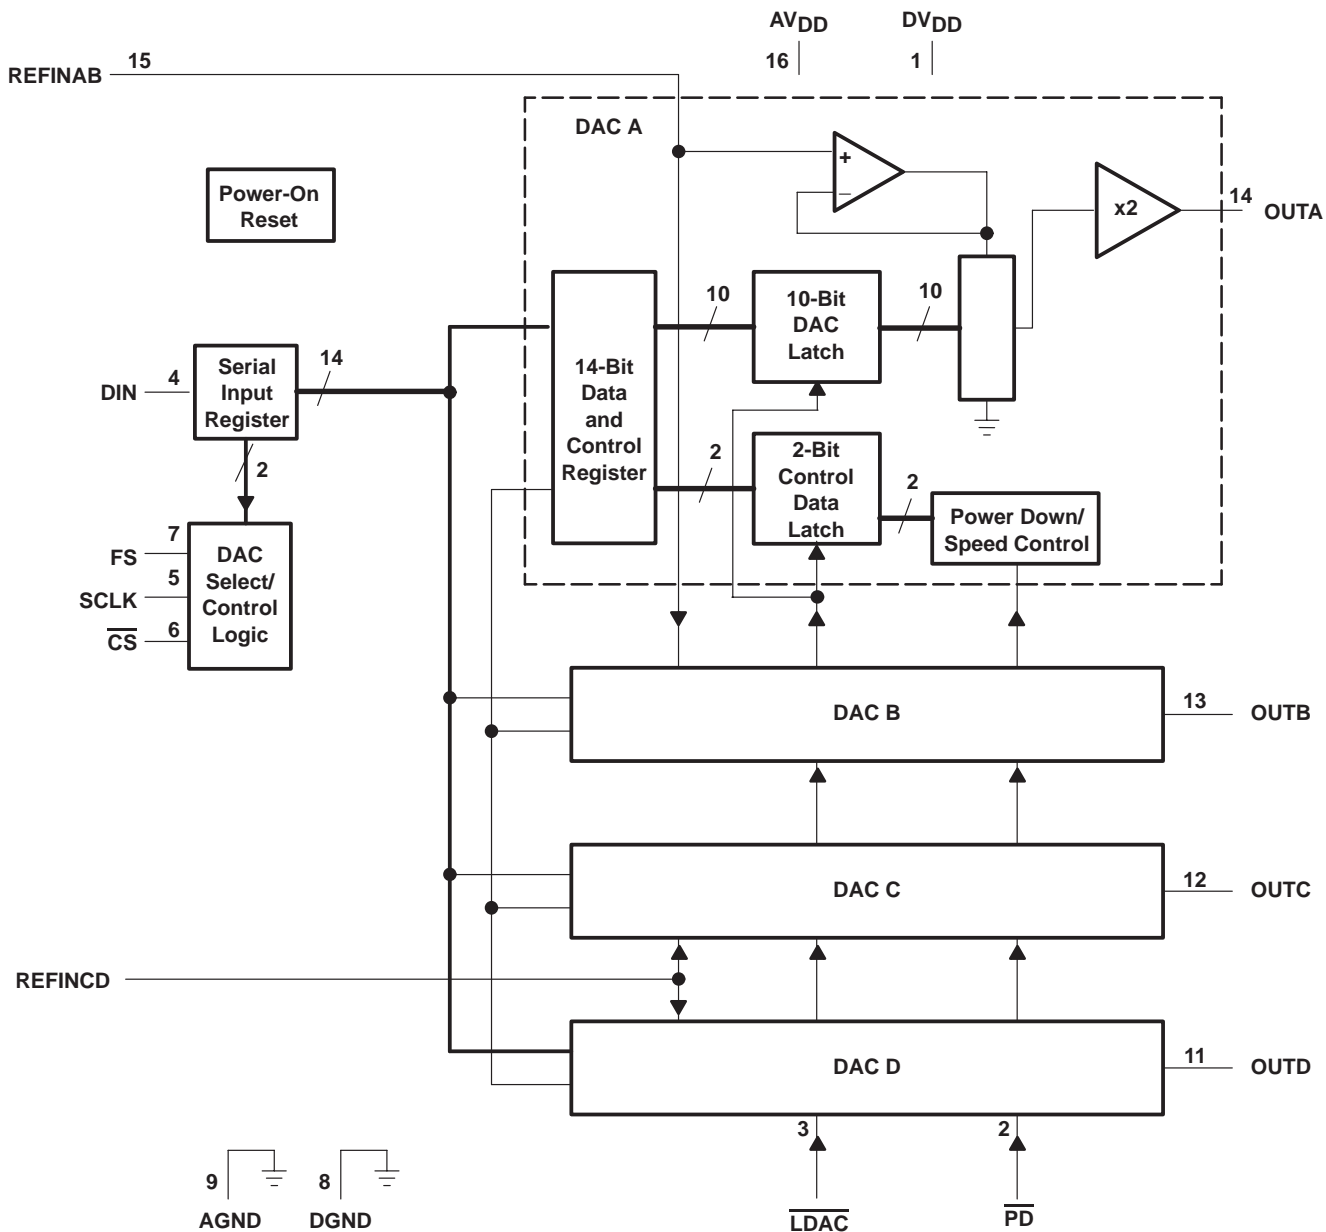 AVDD
DVDD
16
1
REFINAB
15
DAC A
+
−
Power-On
Reset
x2
14
OUTA
10
10-Bit
DAC
Latch
10
14-Bit
Data
and
Control
Register
DIN
4
Serial
Input
Register
14
2
2
2-Bit
Control
Data
Latch
2
Power Down/
Speed Control
FS
7
SCLK
5
CS
6
DAC
Select/
Control
Logic
DAC B
13
OUTB
DAC C
12
OUTC
REFINCD
DAC D
11
OUTD
3
2
9
AGND
8
DGND
LDAC
PD